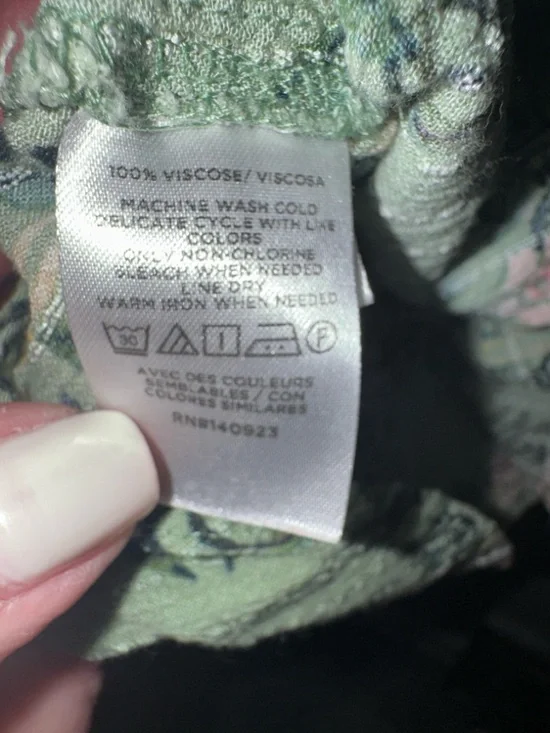 100% VISCOSE/ VISCOSA
MACHINE WASH COLD
DELICATE CYCLE WITH LIKE
COLORS
ONLY NON-CHLORINE
BLEACH WHEN NEEDED
LINE DRY
WARM IRON WHEN NEEDED
30 F
AVEC DES COULEURS
SEMBLABLES / CON
COLORES SIMILARES
RN#140923